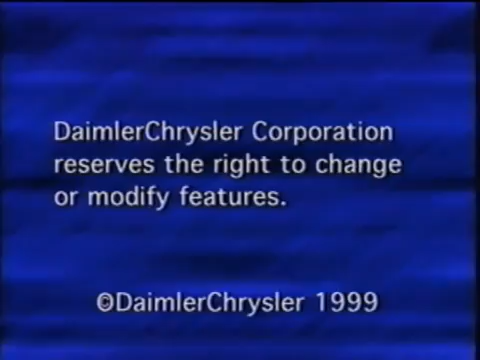 DaimlerChrysler Corporation
reserves the right to change
or modify features.
©DaimlerChrysler 1999